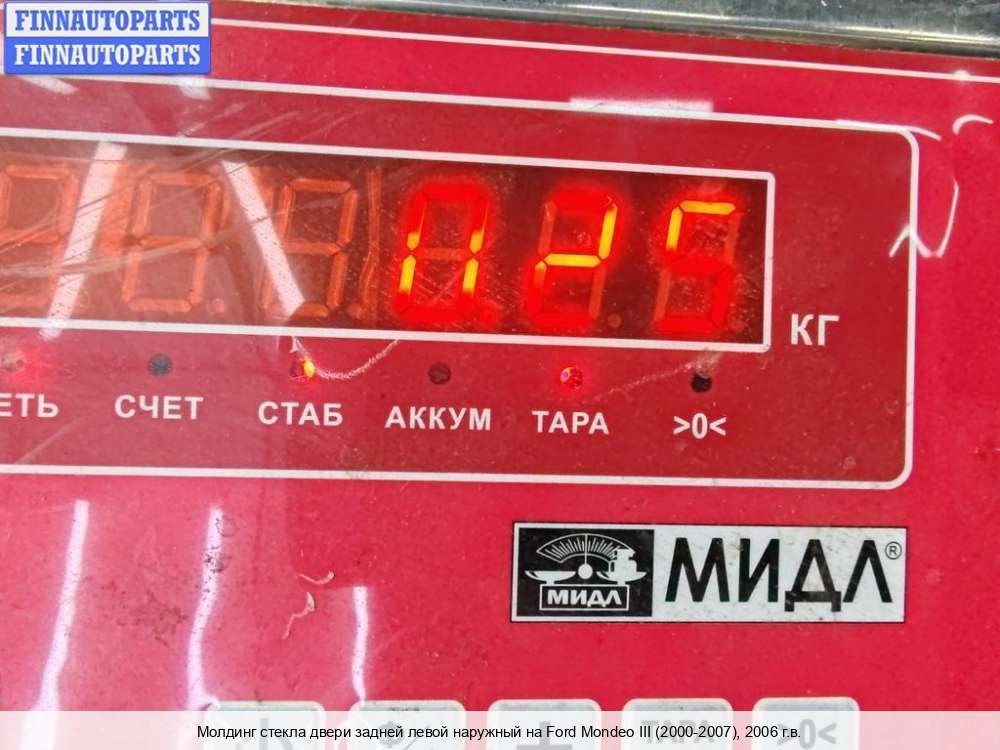 FINNAUTOPARTS
FINNAUTOPARTS
КГ
СЧЕТ
СТАБ
АККУМ
ТАРА
>0<
МИДЛ
МИДЛ®
ТАРА
>0<
Молдинг стекла двери задней левой наружный на Ford Mondeo III (2000-2007), 2006 г.в.